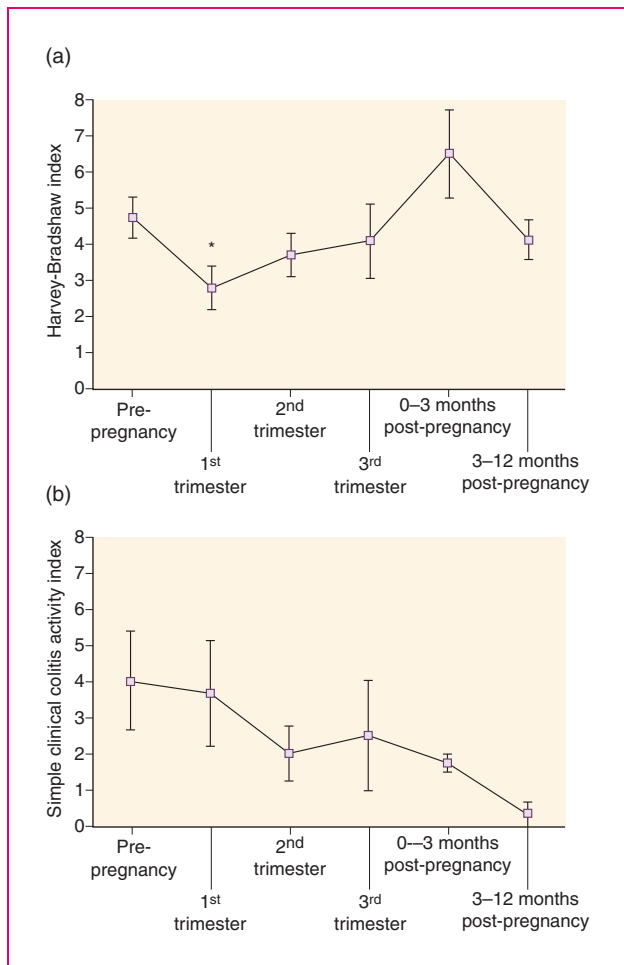 (a)
Harvey-Bradshaw index
8
7
6
5
4
3
2
1
0
*
Pre-
pregnancy
1st
trimester
2nd
trimester
3rd
trimester
0–3 months
post-pregnancy
3–12 months
post-pregnancy
(b)
Simple clinical colitis activity index
8
7
6
5
4
3
2
1
0
Pre-
pregnancy
1st
trimester
2nd
trimester
3rd
trimester
0-–3 months
post-pregnancy
3–12 months
post-pregnancy